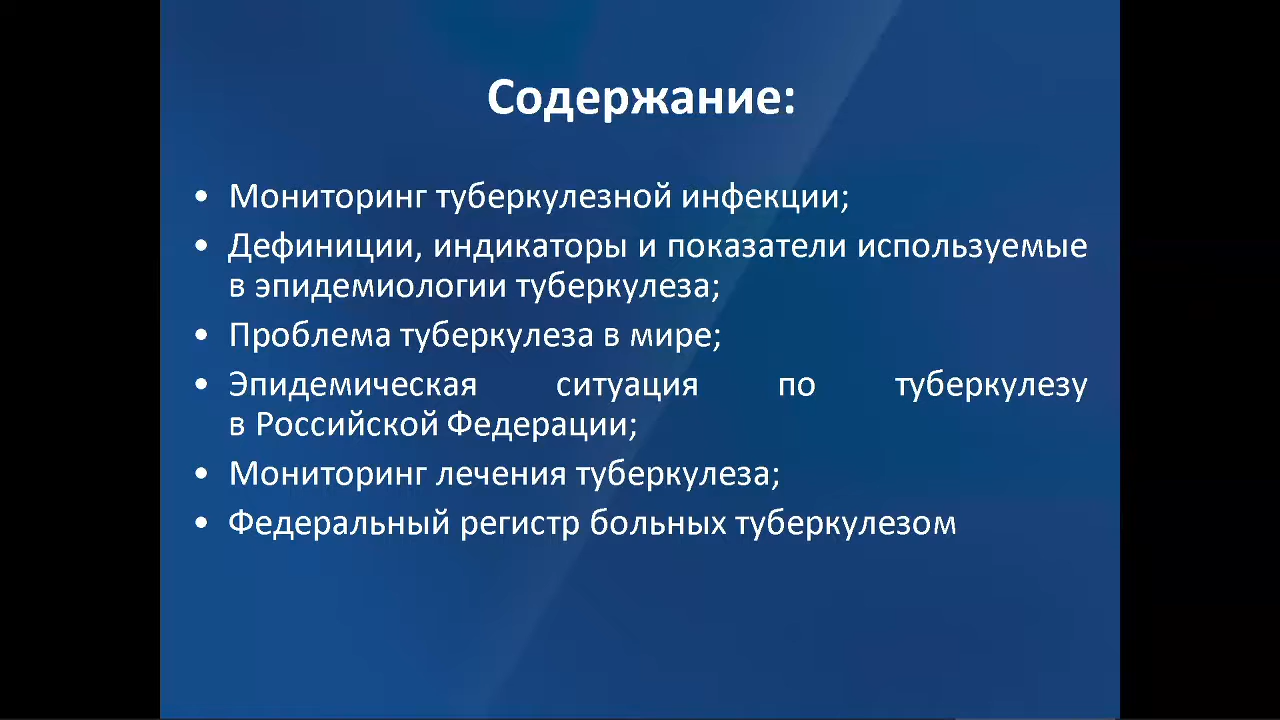 Содержание:
• Мониторинг туберкулезной инфекции;
• Дефиниции, индикаторы и показатели используемые
в эпидемиологии туберкулеза;
• Проблема туберкулеза в мире;
• Эпидемическая ситуация по туберкулезу
в Российской Федерации;
• Мониторинг лечения туберкулеза;
• Федеральный регистр больных туберкулезом